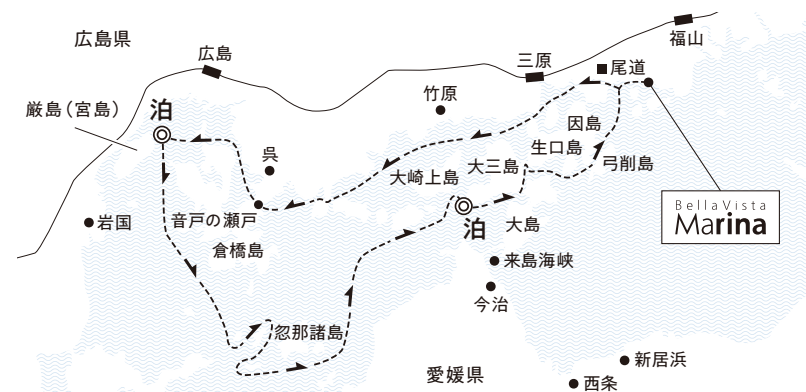 広島県
福山
広島
三原
尾道
竹原
厳島（宮島）
泊
因島
生口島
弓削島
呉
大三島
大崎上島
BellaVista
Marina
音戸の瀬戸
岩国
倉橋島
泊
大島
来島海峡
今治
忽那諸島
愛媛県
新居浜
西条